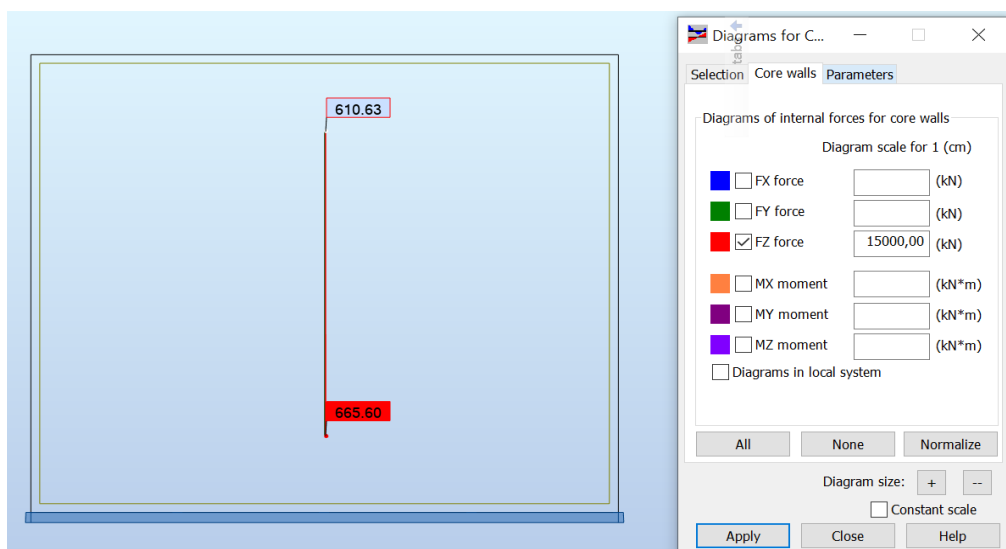 610.63
665.60
Diagrams for C...
tabo
Selection Core walls Parameters
Diagrams of internal forces for core walls
Diagram scale for 1 (cm)
FX force (kN)
FY force (kN)
FZ force 15000,00 (kN)
MX moment (kN*m)
MY moment (kN*m)
MZ moment (kN*m)
Diagrams in local system
All None Normalize
Diagram size: + --
Constant scale
Apply Close Help